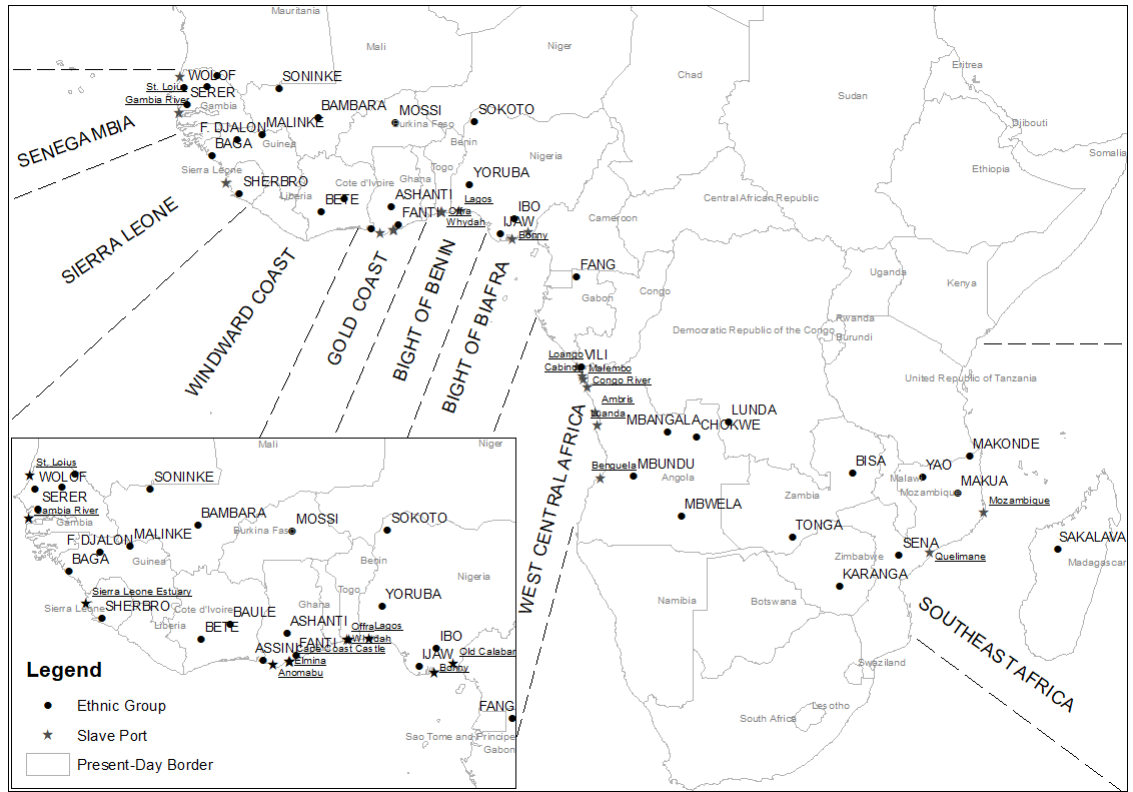 Mauritania
Mali
Niger
Chad
Sudan
Eritrea
Djibouti
Somalia
Ethiopia
WOLOF
SONINKE
St. Loius
SERER
Gambia River
Gambia
BAMBARA
MOSSI
Burkina Faso
SOKOTO
SENEGAMBIA
F. DJALON
MALINKE
BAGA
Guinea
Benin
Nigeria
Togo
Sierra Leone
SHERBRO
Liberia
Cote d'Ivoire
Ghana
YORUBA
BETE
ASHANTI
FANTI
Lagos
Offra
Whydah
IBO
IJAW
Bonny
Cameroon
Central African Republic
SIERRA LEONE
WINDWARD COAST
GOLD COAST
BIGHT OF BENIN
BIGHT OF BIAFRA
FANG
Gabon
Congo
Uganda
Kenya
Rwanda
Burundi
Democratic Republic of the Congo
Loango
VILI
Cabinda
Malembo
Congo River
United Republic of Tanzania
Ambris
Luanda
MBANGALA
LUNDA
CHOKWE
WEST CENTRAL AFRICA
Benguela
MBUNDU
Angola
MBWELA
MAKONDE
BISA
YAO
Malawi
MAKUA
Mozambique
Mozambique
Zambia
TONGA
SENA
Quelimane
SAKALAVA
Madagascar
Zimbabwe
KARANGA
Namibia
Botswana
SOUTHEAST AFRICA
Swaziland
Lesotho
South Africa
Mali
Niger
St. Loius
WOLOF
SONINKE
SERER
Gambia River
Gambia
BAMBARA
MOSSI
Burkina Faso
SOKOTO
F. DJALON
MALINKE
BAGA
Guinea
Benin
Nigeria
Togo
Sierra Leone Estuary
Sierra Leone
SHERBRO
Liberia
Cote d'Ivoire
BAULE
BETE
Ghana
ASHANTI
YORUBA
Offra
Lagos
Whydah
ASSINI
FANTI
Cape Coast Castle
Elmina
Anomabu
IBO
IJAW
Old Calabar
Bonny
FANG
Sao Tome and Principe
Gabon
Legend
Ethnic Group
Slave Port
Present-Day Border